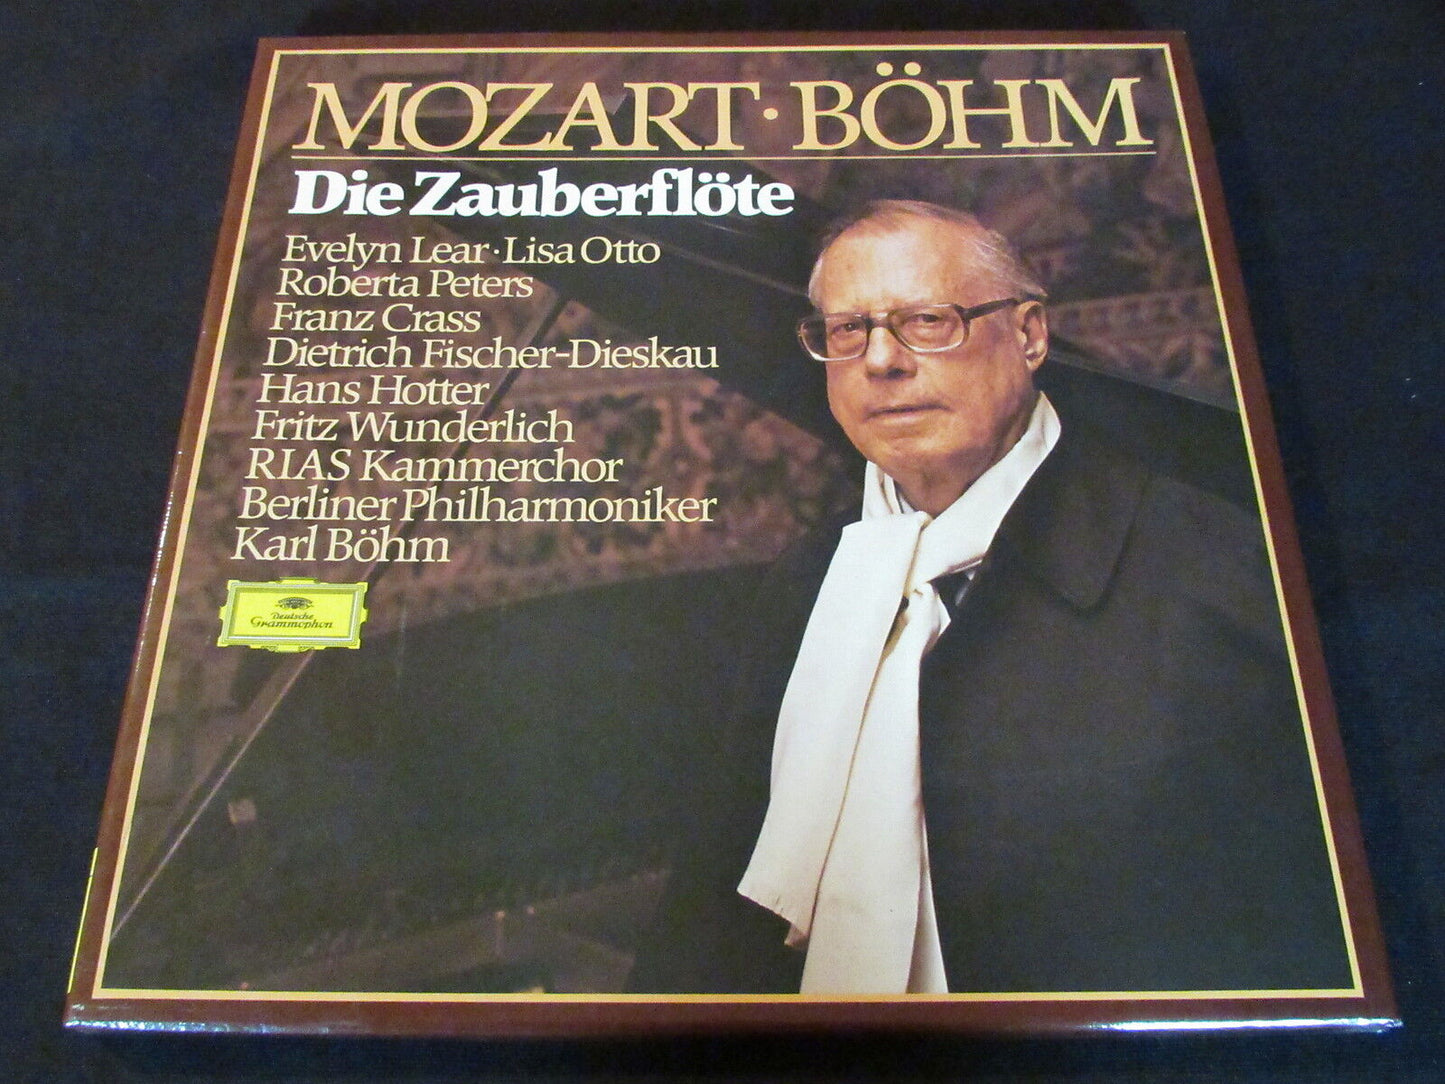 MOZART·BÖHM
Die Zauberflöte
Evelyn Lear·Lisa Otto
Roberta Peters
Franz Crass
Dietrich Fischer-Dieskau
Hans Hotter
Fritz Wunderlich
RIAS Kammerchor
Berliner Philharmoniker
Karl Böhm
Deutsche
Grammophon